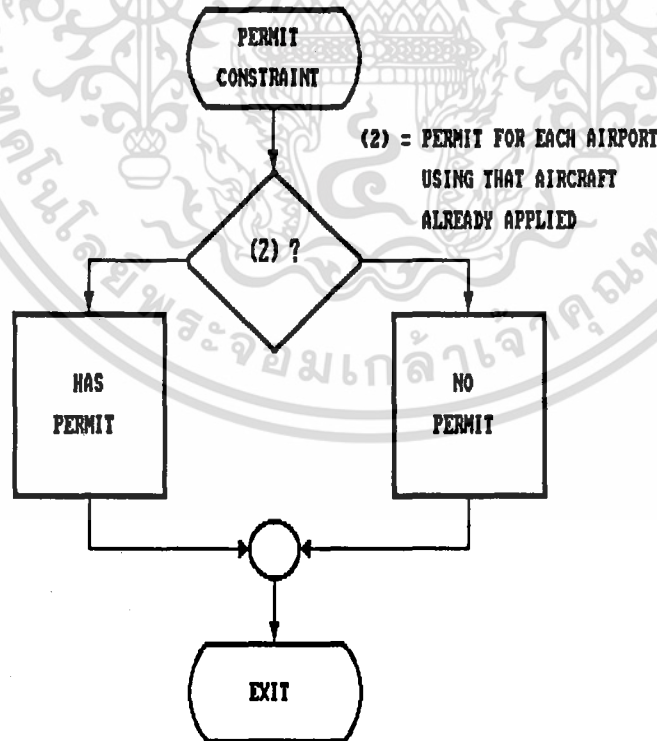 PERMIT
CONSTRAINT
(2) = PERMIT FOR EACH AIRPORT
USING THAT AIRCRAFT
ALREADY APPLIED
(2) ?
HAS
PERMIT
NO
PERMIT
EXIT